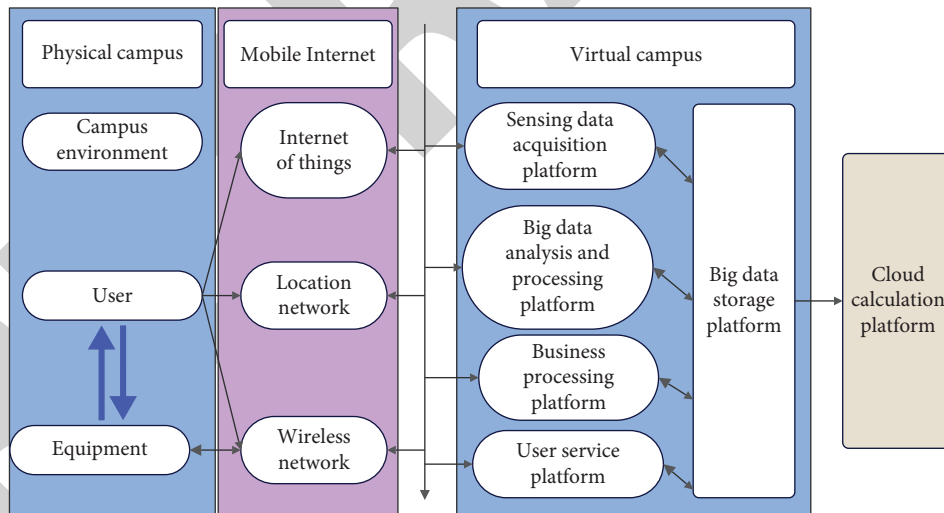 Physical campus
Campus
environment
User
Equipment
Mobile Internet
Internet
of things
Location
network
Wireless
network
Virtual campus
Sensing data
acquisition
platform
Big data
analysis and
processing
platform
Business
processing
platform
User service
platform
Big data
storage
platform
Cloud
calculation
platform